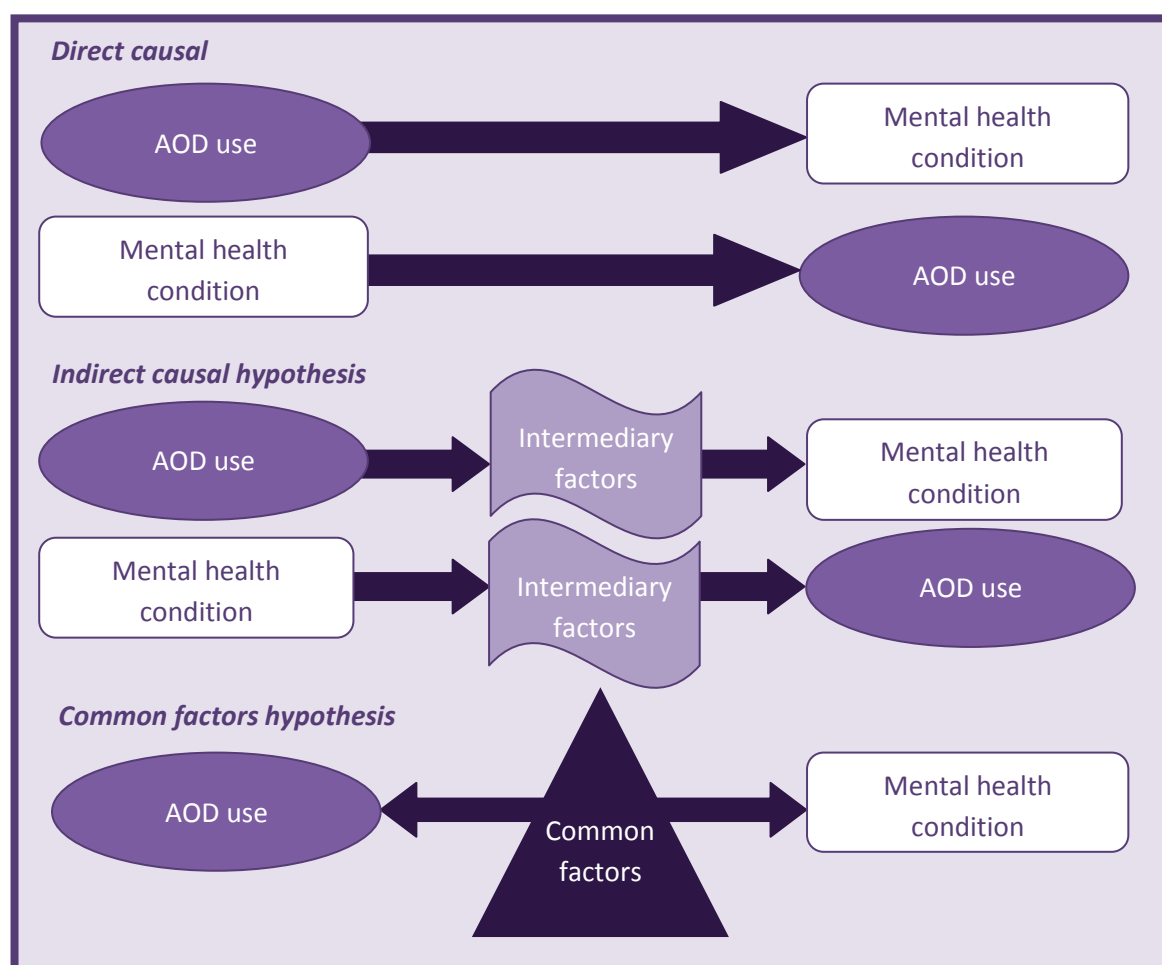 Direct causal
AOD use
Mental health
condition
Mental health
condition
AOD use
Indirect causal hypothesis
AOD use
Intermediary
factors
Mental health
condition
Mental health
condition
Intermediary
factors
AOD use
Common factors hypothesis
AOD use
Common
factors
Mental health
condition